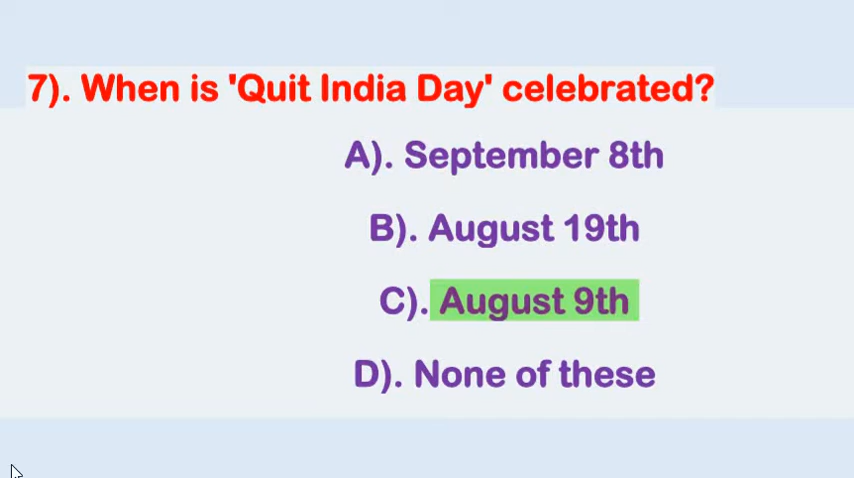 7). When is 'Quit India Day' celebrated?
A). September 8th
B). August 19th
C). August 9th
D). None of these